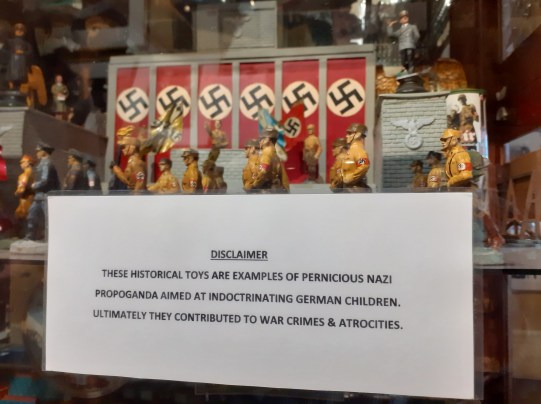 DISCLAIMER
THESE HISTORICAL TOYS ARE EXAMPLES OF PERNICIOUS NAZI
PROPOGANDA AIMED AT INDOCTRINATING GERMAN CHILDREN.
ULTIMATELY THEY CONTRIBUTED TO WAR CRIMES & ATROCITIES.